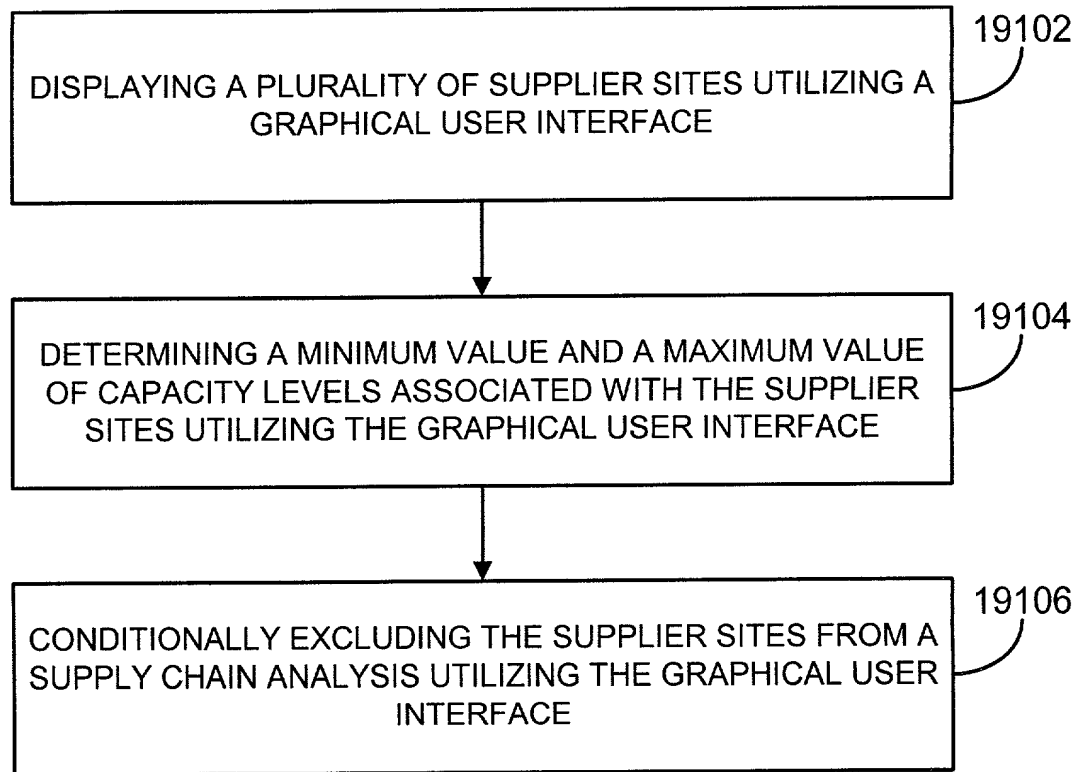 19102
DISPLAYING A PLURALITY OF SUPPLIER SITES UTILIZING A
GRAPHICAL USER INTERFACE
19104
DETERMINING A MINIMUM VALUE AND A MAXIMUM VALUE
OF CAPACITY LEVELS ASSOCIATED WITH THE SUPPLIER
SITES UTILIZING THE GRAPHICAL USER INTERFACE
19106
CONDITIONALLY EXCLUDING THE SUPPLIER SITES FROM A
SUPPLY CHAIN ANALYSIS UTILIZING THE GRAPHICAL USER
INTERFACE